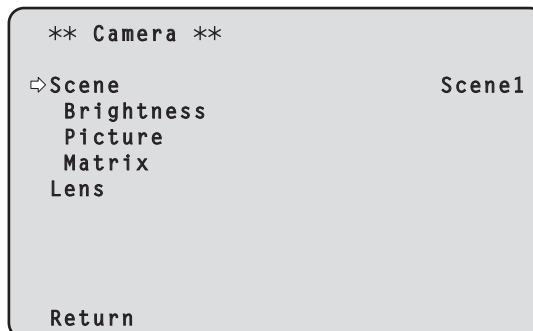 ** Camera **
⇨Scene Scene1
Brightness
Picture
Matrix
Lens
Return